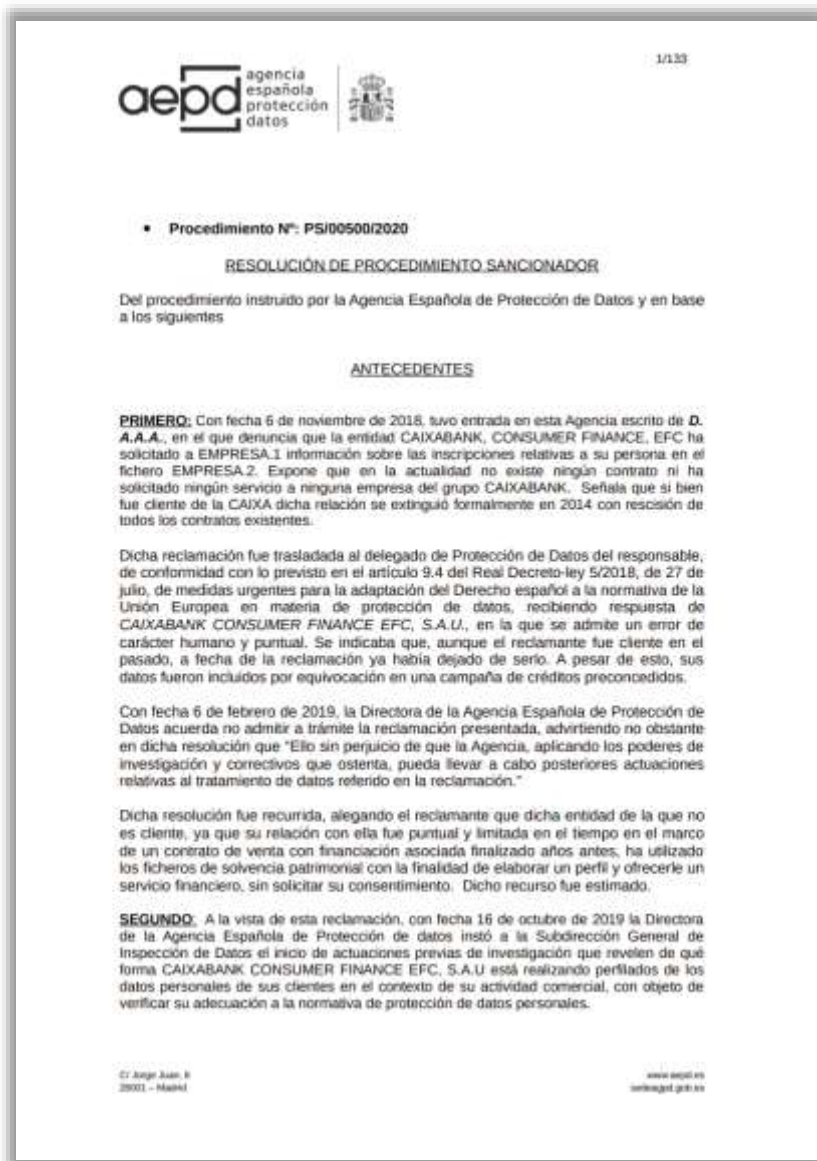 1/133
aepd
agencia
española
protección
datos
• Procedimiento Nº: PS/00500/2020
RESOLUCIÓN DE PROCEDIMIENTO SANCIONADOR
Del procedimiento instruido por la Agencia Española de Protección de Datos y en base
a los siguientes
ANTECEDENTES
PRIMERO: Con fecha 6 de noviembre de 2018, tuvo entrada en esta Agencia escrito de D.
A.A.A., en el que denuncia que la entidad CAIXABANK, CONSUMER FINANCE, EFC ha
solicitado a EMPRESA.1 información sobre las inscripciones relativas a su persona en el
fichero EMPRESA.2. Expone que en la actualidad no existe ningún contrato ni ha
solicitado ningún servicio a ninguna empresa del grupo CAIXABANK. Señala que si bien
fue cliente de la CAIXA dicha relación se extinguió formalmente en 2014 con rescisión de
todos los contratos existentes.
Dicha reclamación fue trasladada al delegado de Protección de Datos del responsable,
de conformidad con lo previsto en el artículo 9.4 del Real Decreto-ley 5/2018, de 27 de
julio, de medidas urgentes para la adaptación del Derecho español a la normativa de la
Unión Europea en materia de protección de datos, recibiendo respuesta de
CAIXABANK CONSUMER FINANCE EFC, S.A.U., en la que se admite un error de
carácter humano y puntual. Se indicaba que, aunque el reclamante fue cliente en el
pasado, a fecha de la reclamación ya había dejado de serlo. A pesar de esto, sus
datos fueron incluidos por equivocación en una campaña de créditos preconcedidos.
Con fecha 6 de febrero de 2019, la Directora de la Agencia Española de Protección de
Datos acuerda no admitir a trámite la reclamación presentada, advirtiendo no obstante
en dicha resolución que "Ello sin perjuicio de que la Agencia, aplicando los poderes de
investigación y correctivos que ostenta, pueda llevar a cabo posteriores actuaciones
relativas al tratamiento de datos referido en la reclamación."
Dicha resolución fue recurrida, alegando el reclamante que dicha entidad de la que no
es cliente, ya que su relación con ella fue puntual y limitada en el tiempo en el marco
de un contrato de venta con financiación asociada finalizado años antes, ha utilizado
los ficheros de solvencia patrimonial con la finalidad de elaborar un perfil y ofrecerle un
servicio financiero, sin solicitar su consentimiento. Dicho recurso fue estimado.
SEGUNDO: A la vista de esta reclamación, con fecha 16 de octubre de 2019 la Directora
de la Agencia Española de Protección de datos instó a la Subdirección General de
Inspección de Datos el inicio de actuaciones previas de investigación que revelen de qué
forma CAIXABANK CONSUMER FINANCE EFC, S.A.U está realizando perfilados de los
datos personales de sus clientes en el contexto de su actividad comercial, con objeto de
verificar su adecuación a la normativa de protección de datos personales.
C/ Jorge Juan, 6
28001 – Madrid
www.aepd.es
sedeagpd.gob.es